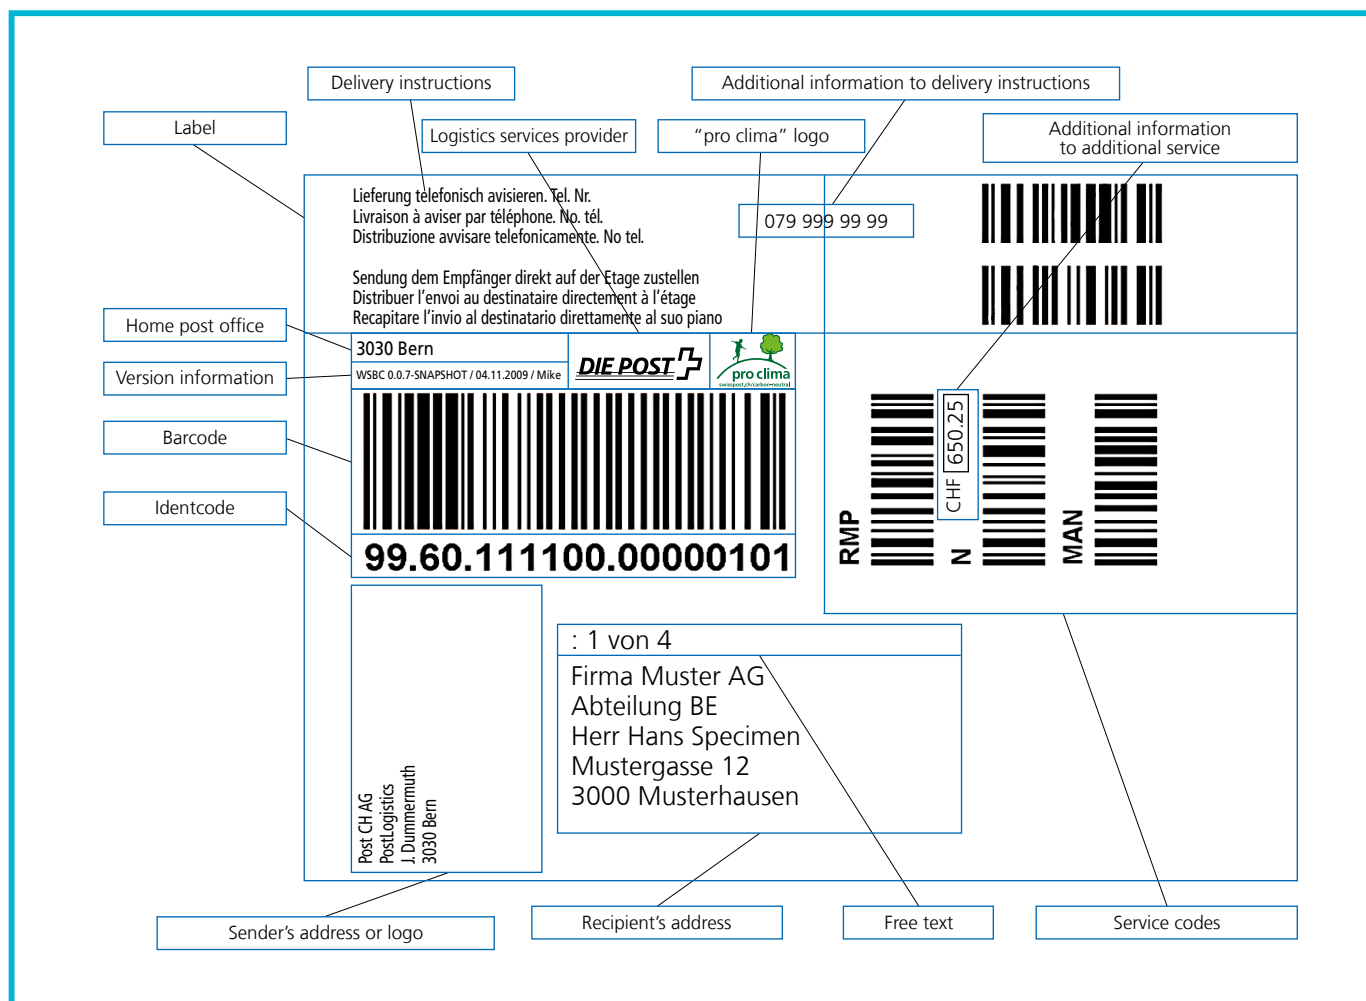 Delivery instructions
Additional information to delivery instructions
Label
Logistics services provider
“pro clima” logo
Additional information
to additional service
Lieferung telefonisch avisieren. Tel. Nr.
Livraison à aviser par téléphone. No. tél.
Distribuzione avvisare telefonicamente. No tel.
079 999 99 99
Sendung dem Empfänger direkt auf der Etage zustellen
Distribuer l’envoi au destinataire directement à l’étage
Recapitare l’invio al destinatario direttamente al suo piano
Home post office
3030 Bern
Version information
WSBC 0.0.7-SNAPSHOT / 04.11.2009 / Mike
DIE POST
pro clima
swisspost.ch/carbon-neutral
Barcode
Identcode
99.60.111100.00000101
RMP
CHF 650.25
N
MAN
: 1 von 4
Firma Muster AG
Abteilung BE
Herr Hans Specimen
Mustergasse 12
3000 Musterhausen
Post CH AG
PostLogistics
J. Dummermuth
3030 Bern
Sender’s address or logo
Recipient’s address
Free text
Service codes